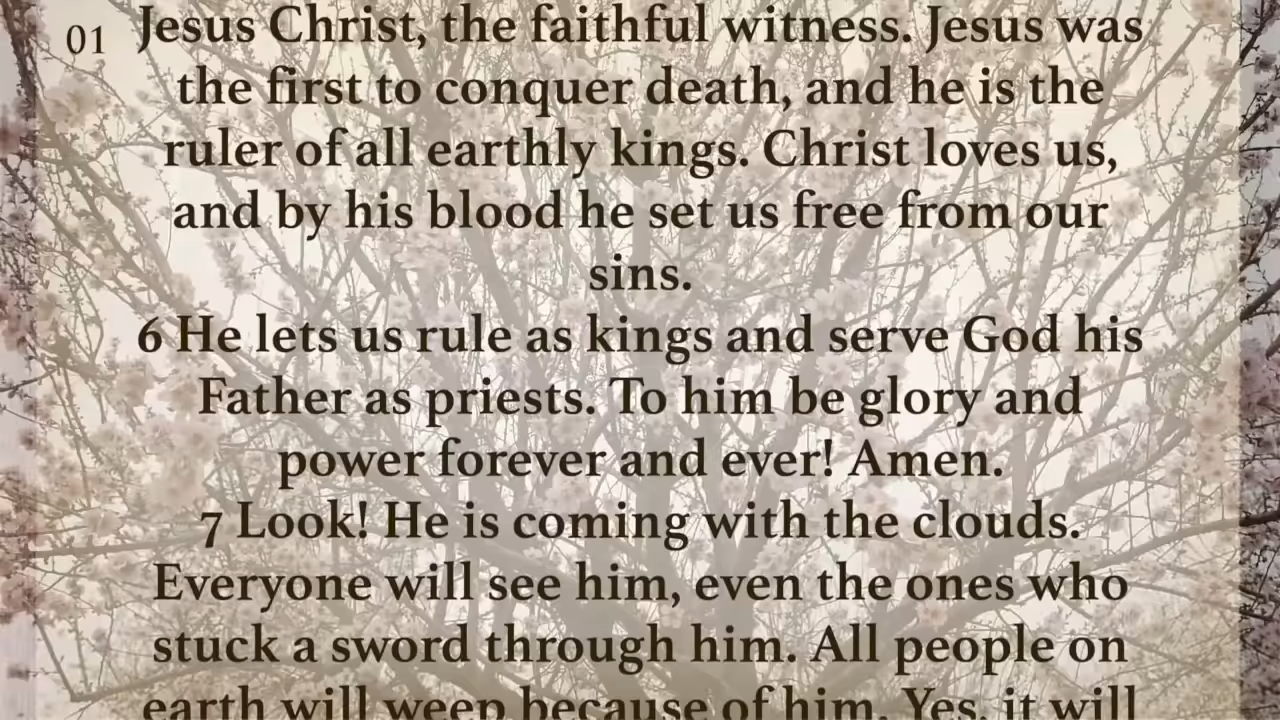 01
Jesus Christ, the faithful witness. Jesus was
the first to conquer death, and he is the
ruler of all earthly kings. Christ loves us,
and by his blood he set us free from our
sins.
6 He lets us rule as kings and serve God his
Father as priests. To him be glory and
power forever and ever! Amen.
7 Look! He is coming with the clouds.
Everyone will see him, even the ones who
stuck a sword through him. All people on
earth will weep because of him. Yes, it will